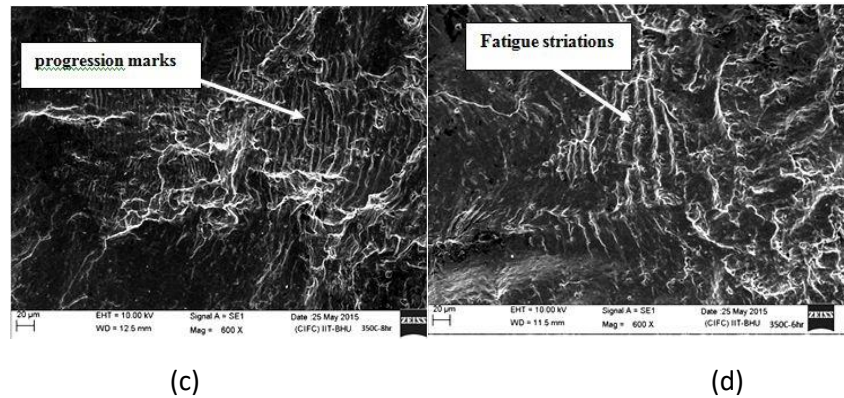 progression marks
Fatigue striations
20 µm
EHT = 10.00 kV
WD = 12.5 mm
Signal A = SE1
Mag = 600 X
Date :25 May 2015
(CIFC) IIT-BHU
350C-8hr
ZEISS
20 µm
EHT = 10.00 kV
WD = 11.5 mm
Signal A = SE1
Mag = 600 X
Date :25 May 2015
(CIFC) IIT-BHU
350C-6hr
ZEISS
(c)
(d)